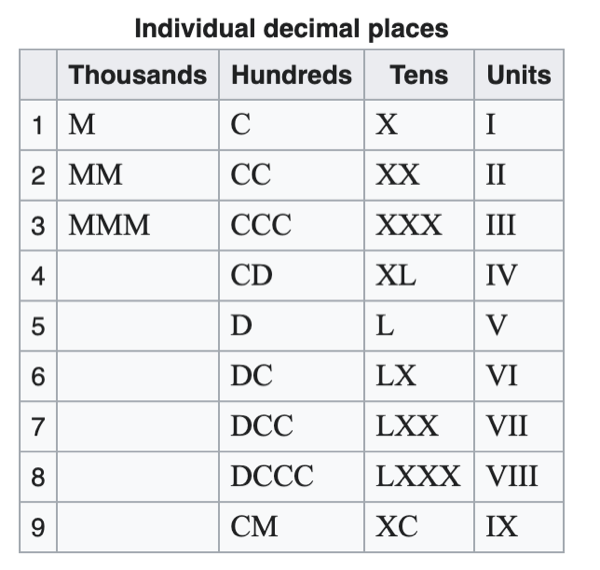 Individual decimal places
Thousands Hundreds Tens Units
1 M C X I
2 MM CC XX II
3 MMM CCC XXX III
4 CD XL IV
5 D L V
6 DC LX VI
7 DCC LXX VII
8 DCCC LXXX VIII
9 CM XC IX